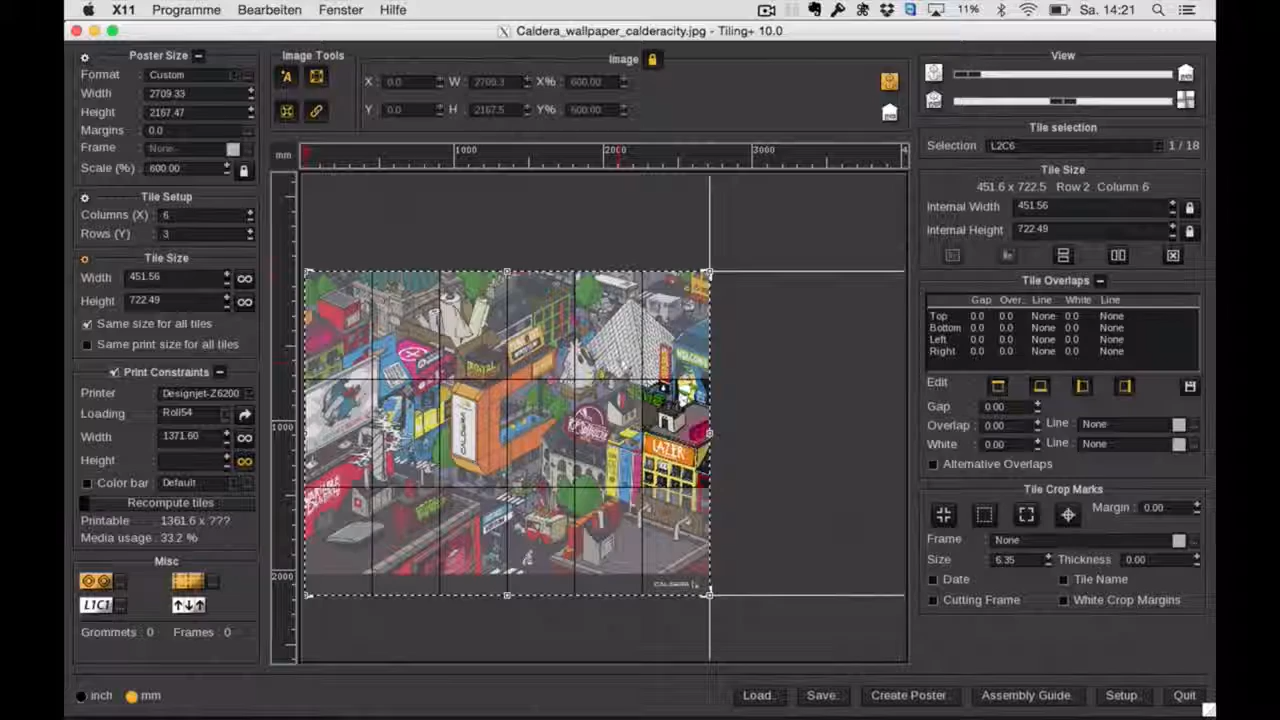 X11 Programme Bearbeiten Fenster Hilfe 11% Sa. 14:21
Caldera_wallpaper_calderacity.jpg - Tiling+ 10.0
Poster Size
Format Custom
Width 2709.33
Height 2167.47
Margins 0.0
Frame None
Scale (%) 600.00
Tile Setup
Columns (X) 6
Rows (Y) 3
Tile Size
Width 451.56
Height 722.49
Same size for all tiles
Same print size for all tiles
Print Constraints
Printer Designjet-Z6200
Loading Roll54
Width 1371.60
Height
Color bar Default
Recompute tiles
Printable 1361.6 x ???
Media usage : 33.2 %
Misc
L1C1
Grommets : 0 Frames : 0
inch mm
Image Tools
Image
X : 0.0 W : 2709.3 X% : 600.00
Y : 0.0 H : 2167.5 Y% : 600.00
mm 1000 2000 3000 4
1000
2000
CALDERA
LAZER
CALDERA
View
Tile selection
Selection L2C6 1 / 18
Tile Size
451.6 x 722.5 Row 2 Column 6
Internal Width 451.56
Internal Height 722.49
Tile Overlaps
Gap Over.. Line White Line
Top 0.0 0.0 None 0.0 None
Bottom 0.0 0.0 None 0.0 None
Left 0.0 0.0 None 0.0 None
Right 0.0 0.0 None 0.0 None
Edit
Gap : 0.00
Overlap : 0.00 Line : None
White : 0.00 Line : None
Alternative Overlaps
Tile Crop Marks
Margin : 0.00
Frame : None
Size : 6.35 Thickness : 0.00
Date Tile Name
Cutting Frame White Crop Margins
Load.. Save.. Create Poster.. Assembly Guide.. Setup.. Quit